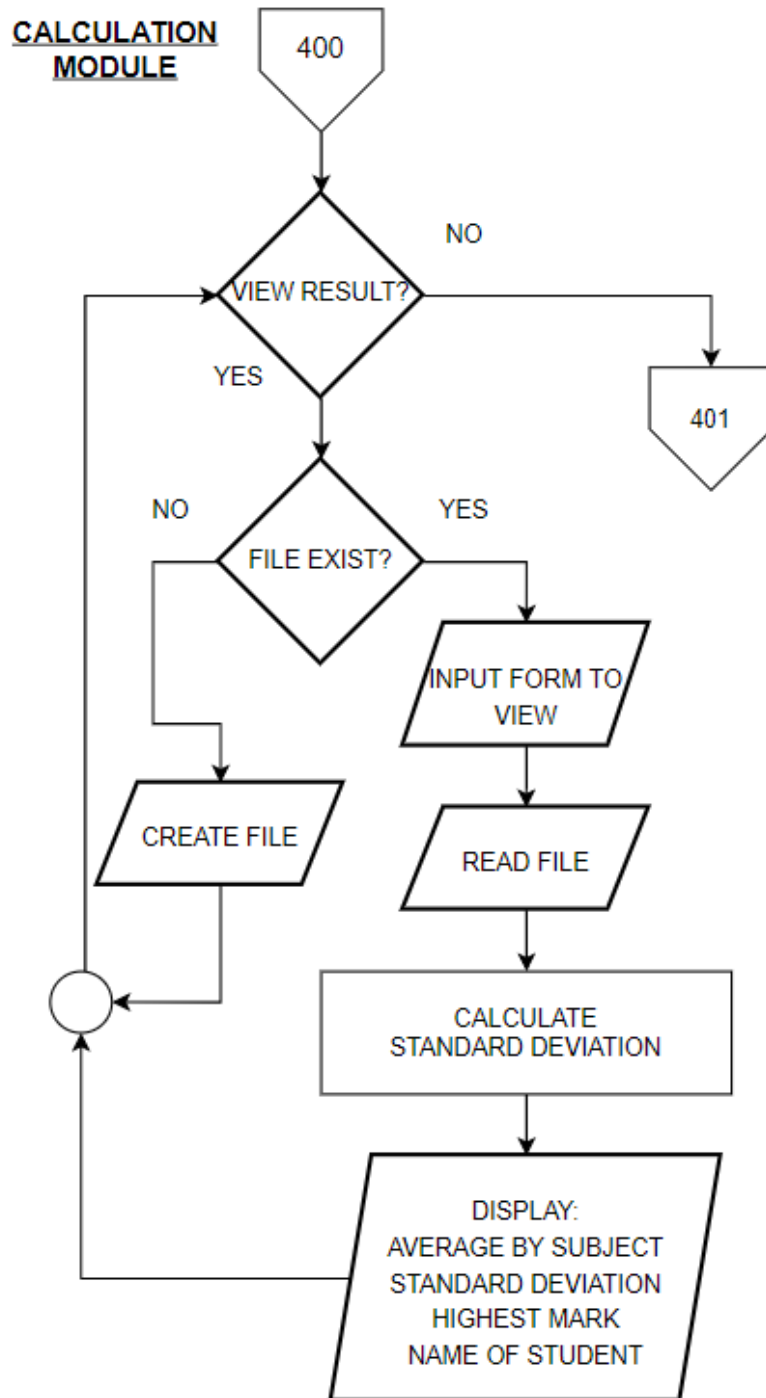 CALCULATION
MODULE
400
NO
VIEW RESULT?
YES
401
NO
YES
FILE EXIST?
INPUT FORM TO
VIEW
CREATE FILE
READ FILE
CALCULATE
STANDARD DEVIATION
DISPLAY:
AVERAGE BY SUBJECT
STANDARD DEVIATION
HIGHEST MARK
NAME OF STUDENT